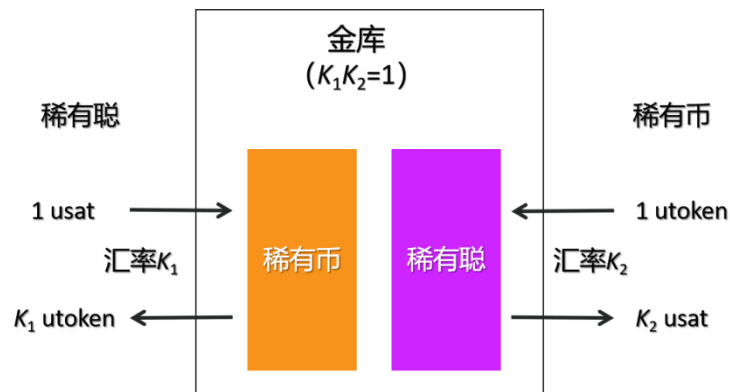 金库
(K₁K₂=1)
稀有聪
稀有币
1 usat
1 utoken
稀有币
稀有聪
汇率K₁
汇率K₂
K₁ utoken
K₂ usat